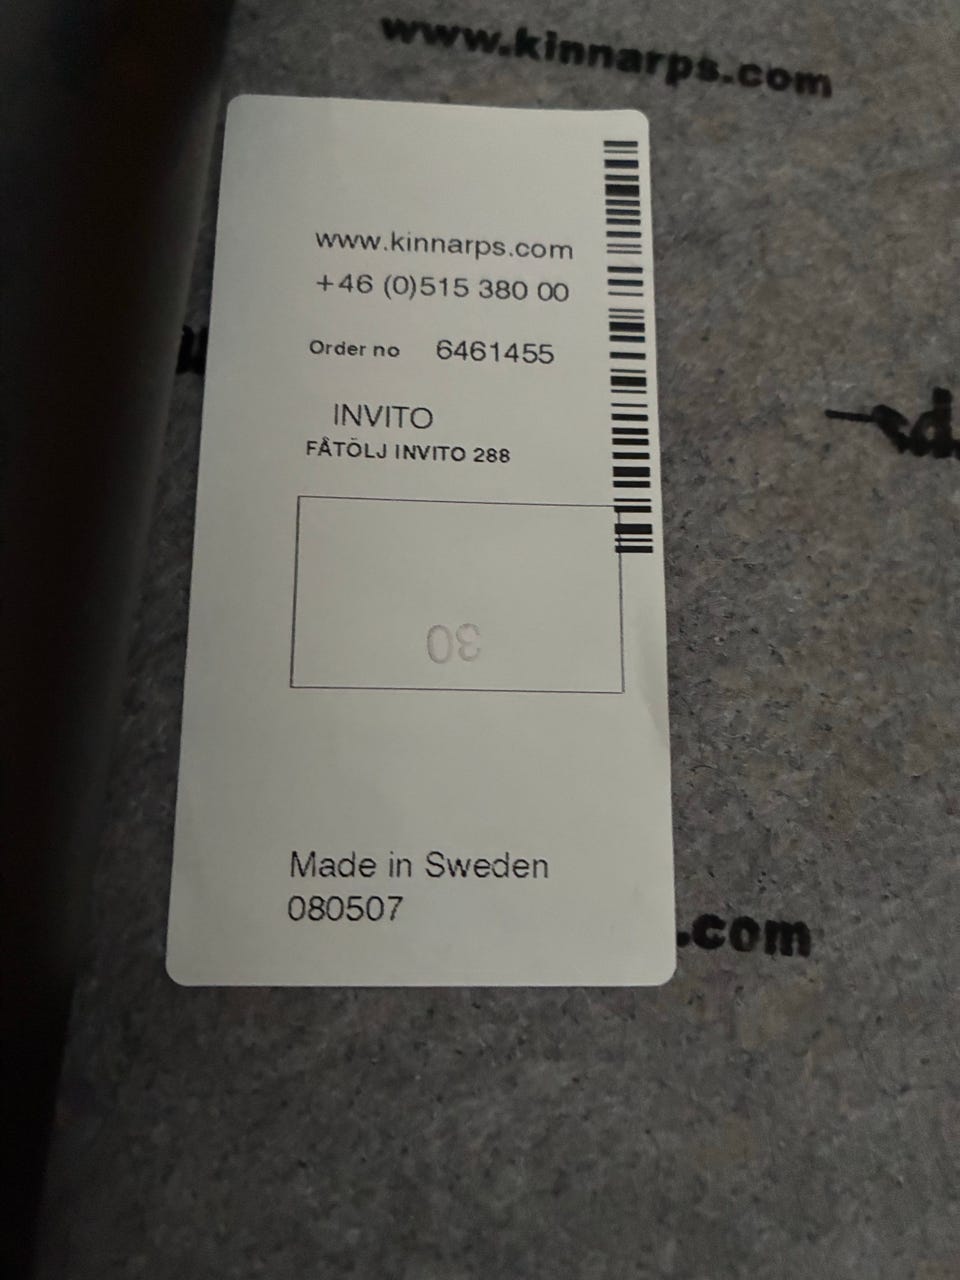 www.kinnarps.com
www.kinnarps.com
+46 (0)515 380 00
Order no 6461455
INVITO
FÅTÖLJ INVITO 288
30
Made in Sweden
080507
.com